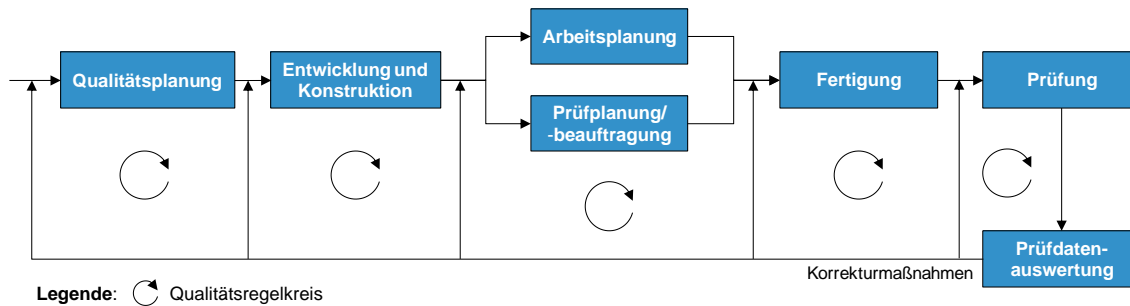 Arbeitsplanung
Qualitätsplanung
Entwicklung und
Konstruktion
Fertigung
Prüfung
Prüfplanung/
-beauftragung
Prüfdaten-
auswertung
Korrekturmaßnahmen
Legende: Qualitätsregelkreis